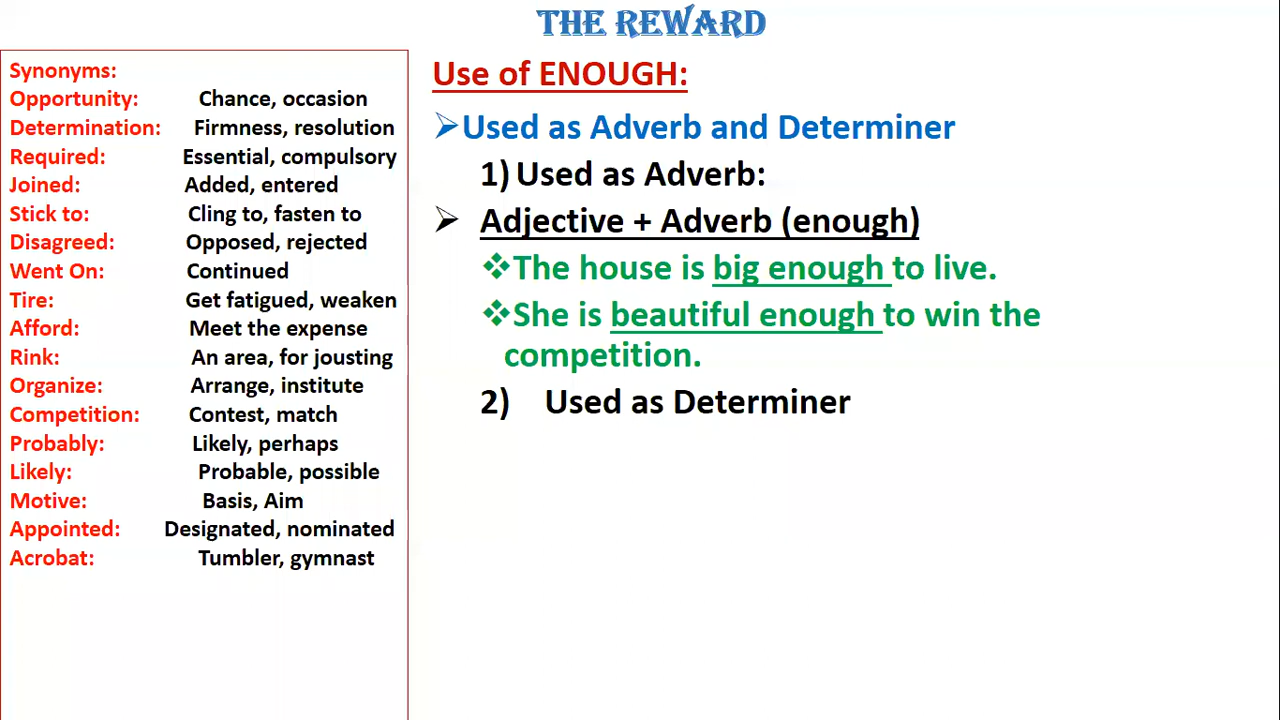 THE REWARD
Synonyms:
Opportunity: Chance, occasion
Determination: Firmness, resolution
Required: Essential, compulsory
Joined: Added, entered
Stick to: Cling to, fasten to
Disagreed: Opposed, rejected
Went On: Continued
Tire: Get fatigued, weaken
Afford: Meet the expense
Rink: An area, for jousting
Organize: Arrange, institute
Competition: Contest, match
Probably: Likely, perhaps
Likely: Probable, possible
Motive: Basis, Aim
Appointed: Designated, nominated
Acrobat: Tumbler, gymnast
Use of ENOUGH:
➢Used as Adverb and Determiner
1) Used as Adverb:
➢ Adjective + Adverb (enough)
❖The house is big enough to live.
❖She is beautiful enough to win the
competition.
2) Used as Determiner